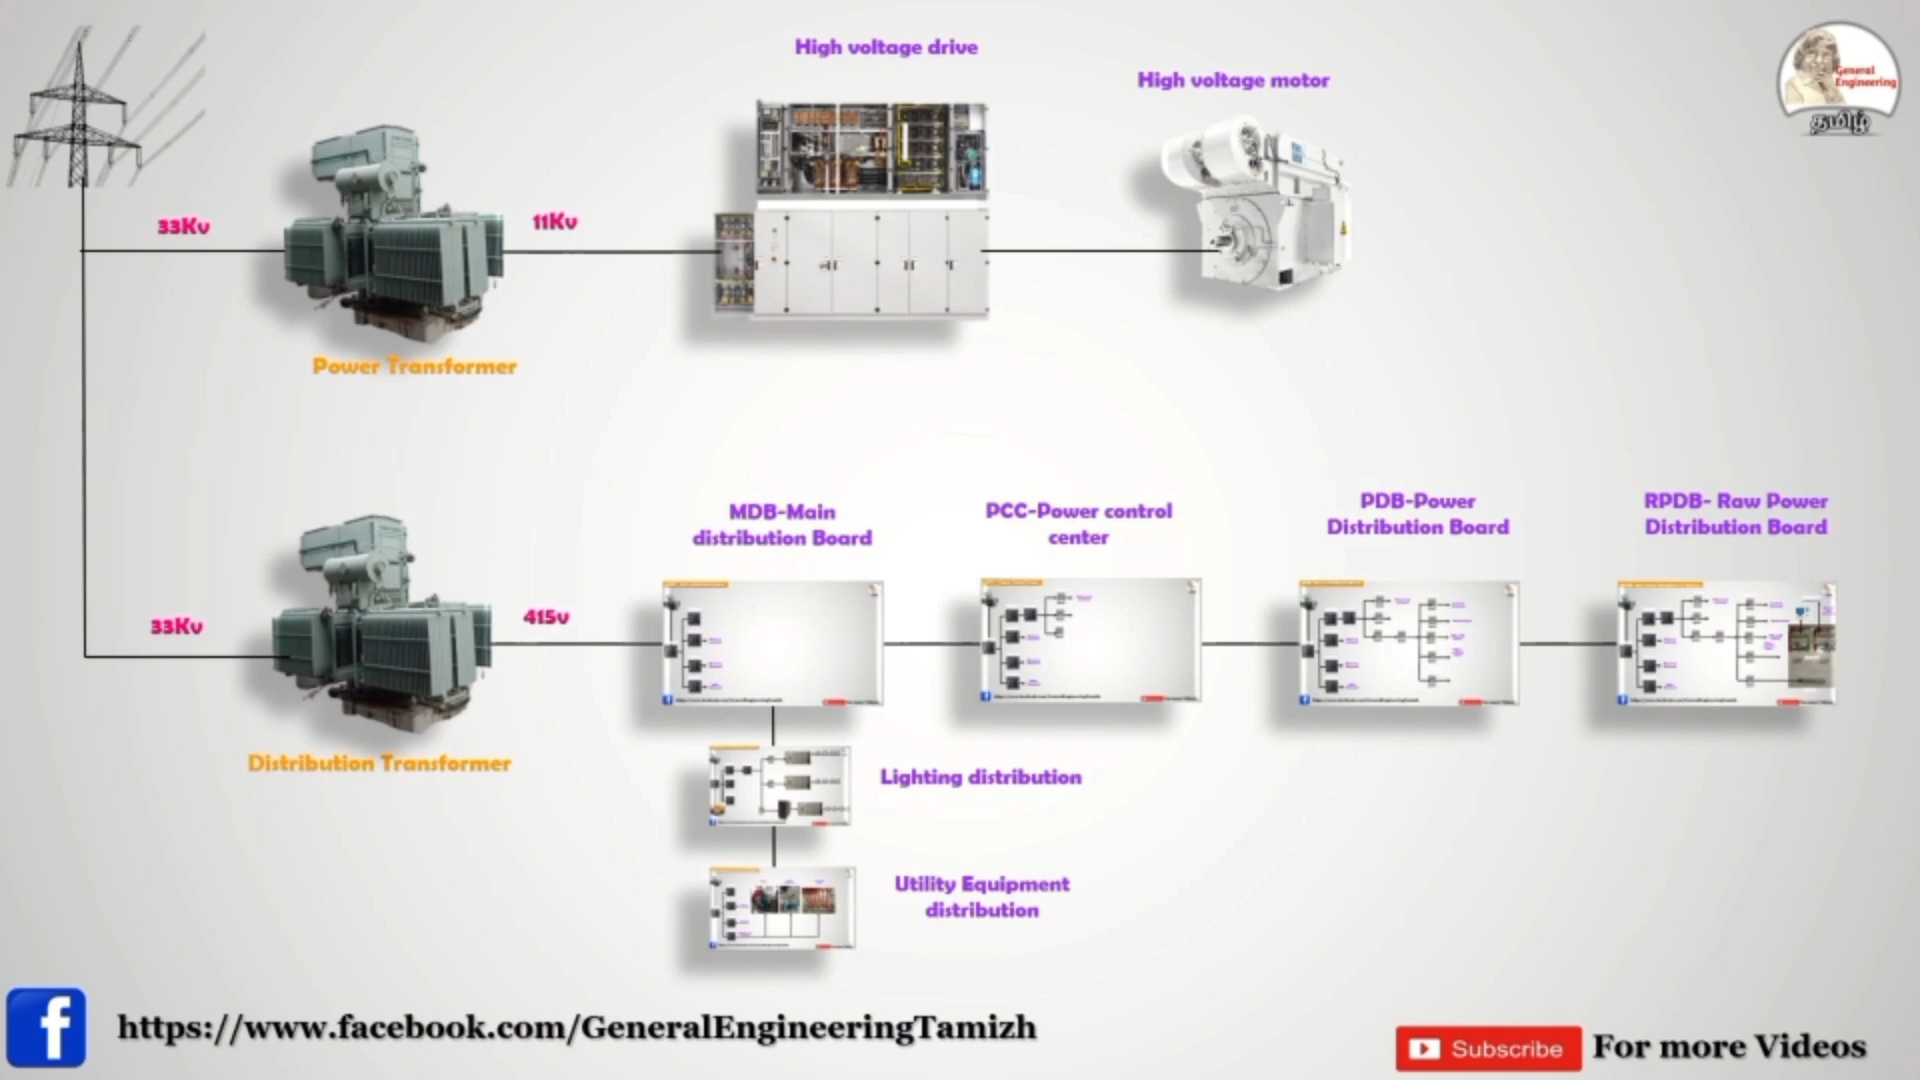 High voltage drive
High voltage motor
General
Engineering
தமிழ்
33Kv
11Kv
Power Transformer
MDB-Main
distribution Board
PCC-Power control
center
PDB-Power
Distribution Board
RPDB- Raw Power
Distribution Board
33Kv
415v
Distribution Transformer
Lighting distribution
Utility Equipment
distribution
https://www.facebook.com/GeneralEngineeringTamizh
Subscribe
For more Videos